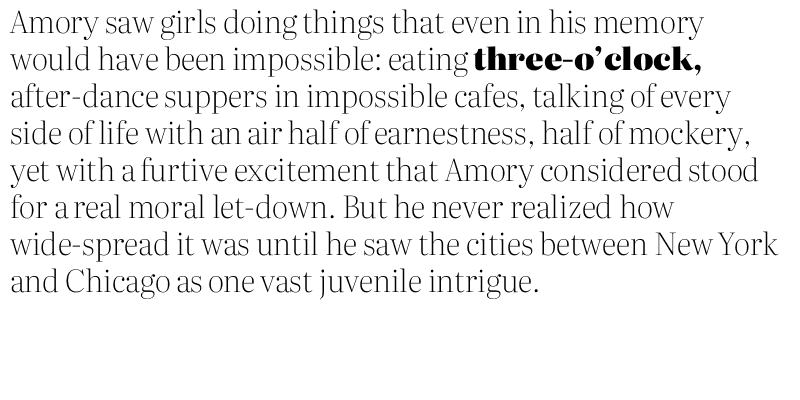 Amory saw girls doing things that even in his memory
would have been impossible: eating three-o’clock,
after-dance suppers in impossible cafes, talking of every
side of life with an air half of earnestness, half of mockery,
yet with a furtive excitement that Amory considered stood
for a real moral let-down. But he never realized how
wide-spread it was until he saw the cities between New York
and Chicago as one vast juvenile intrigue.